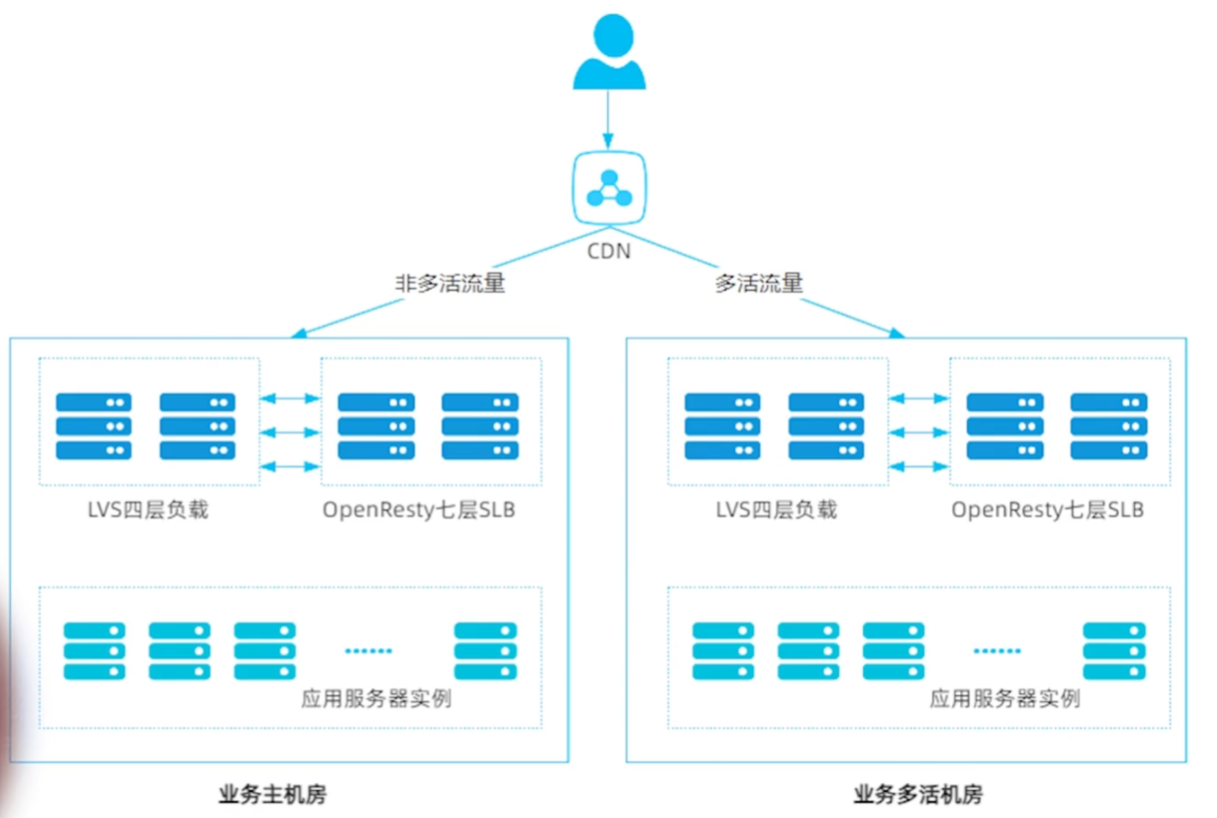 CDN
非多活流量
多活流量
LVS四层负载
OpenResty七层SLB
LVS四层负载
OpenResty七层SLB
应用服务器实例
应用服务器实例
业务主机房
业务多活机房